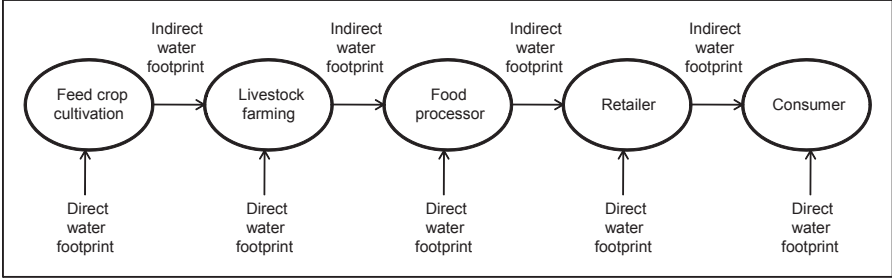 Indirect
water
footprint
Indirect
water
footprint
Indirect
water
footprint
Indirect
water
footprint
Feed crop
cultivation
Livestock
farming
Food
processor
Retailer
Consumer
Direct
water
footprint
Direct
water
footprint
Direct
water
footprint
Direct
water
footprint
Direct
water
footprint